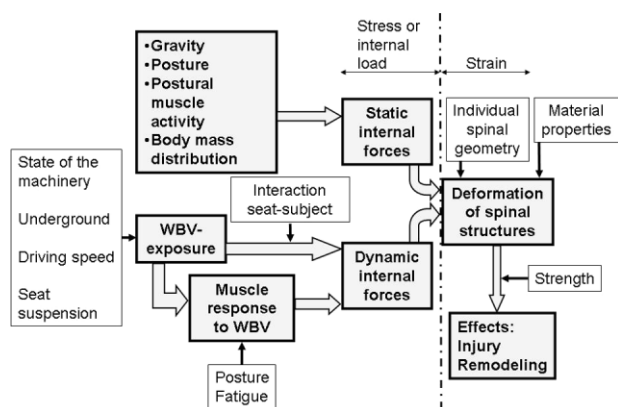 Stress or
internal
load
Strain
•Gravity
•Posture
•Postural
muscle
activity
•Body mass
distribution
Static
internal
forces
Individual
spinal
geometry
Material
properties
State of the
machinery
Underground
Driving speed
Seat
suspension
Interaction
seat-subject
WBV-
exposure
Deformation
of spinal
structures
Dynamic
internal
forces
Muscle
response
to WBV
Strength
Posture
Fatigue
Effects:
Injury
Remodeling